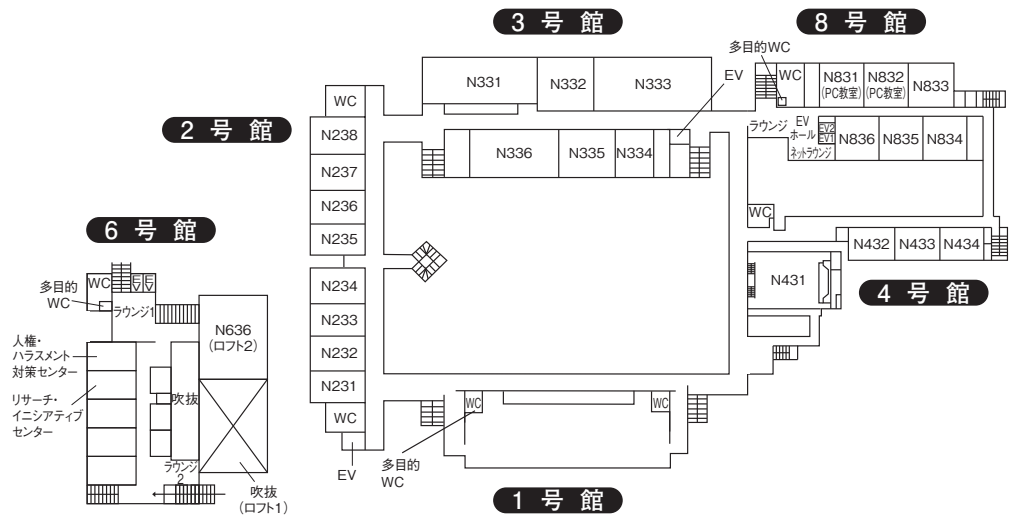 3 号 館
8 号 館
多目的WC
EV
N331
N332
N333
WC
N831
(PC教室)
N832
(PC教室)
N833
2 号 館
WC
N238
N237
N236
N235
N234
N233
N232
N231
WC
EV
N336
N335
N334
ラウンジ
EV
ホール
EV2
EV1
ネットラウンジ
N836
N835
N834
WC
N432
N433
N434
N431
4 号 館
6 号 館
WC
EV
EV
多目的
WC
ラウンジ1
N636
(ロフト2)
人権・
ハラスメント
対策センター
リサーチ・
イニシアティブ
センター
吹抜
ラウンジ
2
吹抜
(ロフト1)
WC
WC
多目的
WC
1 号 館